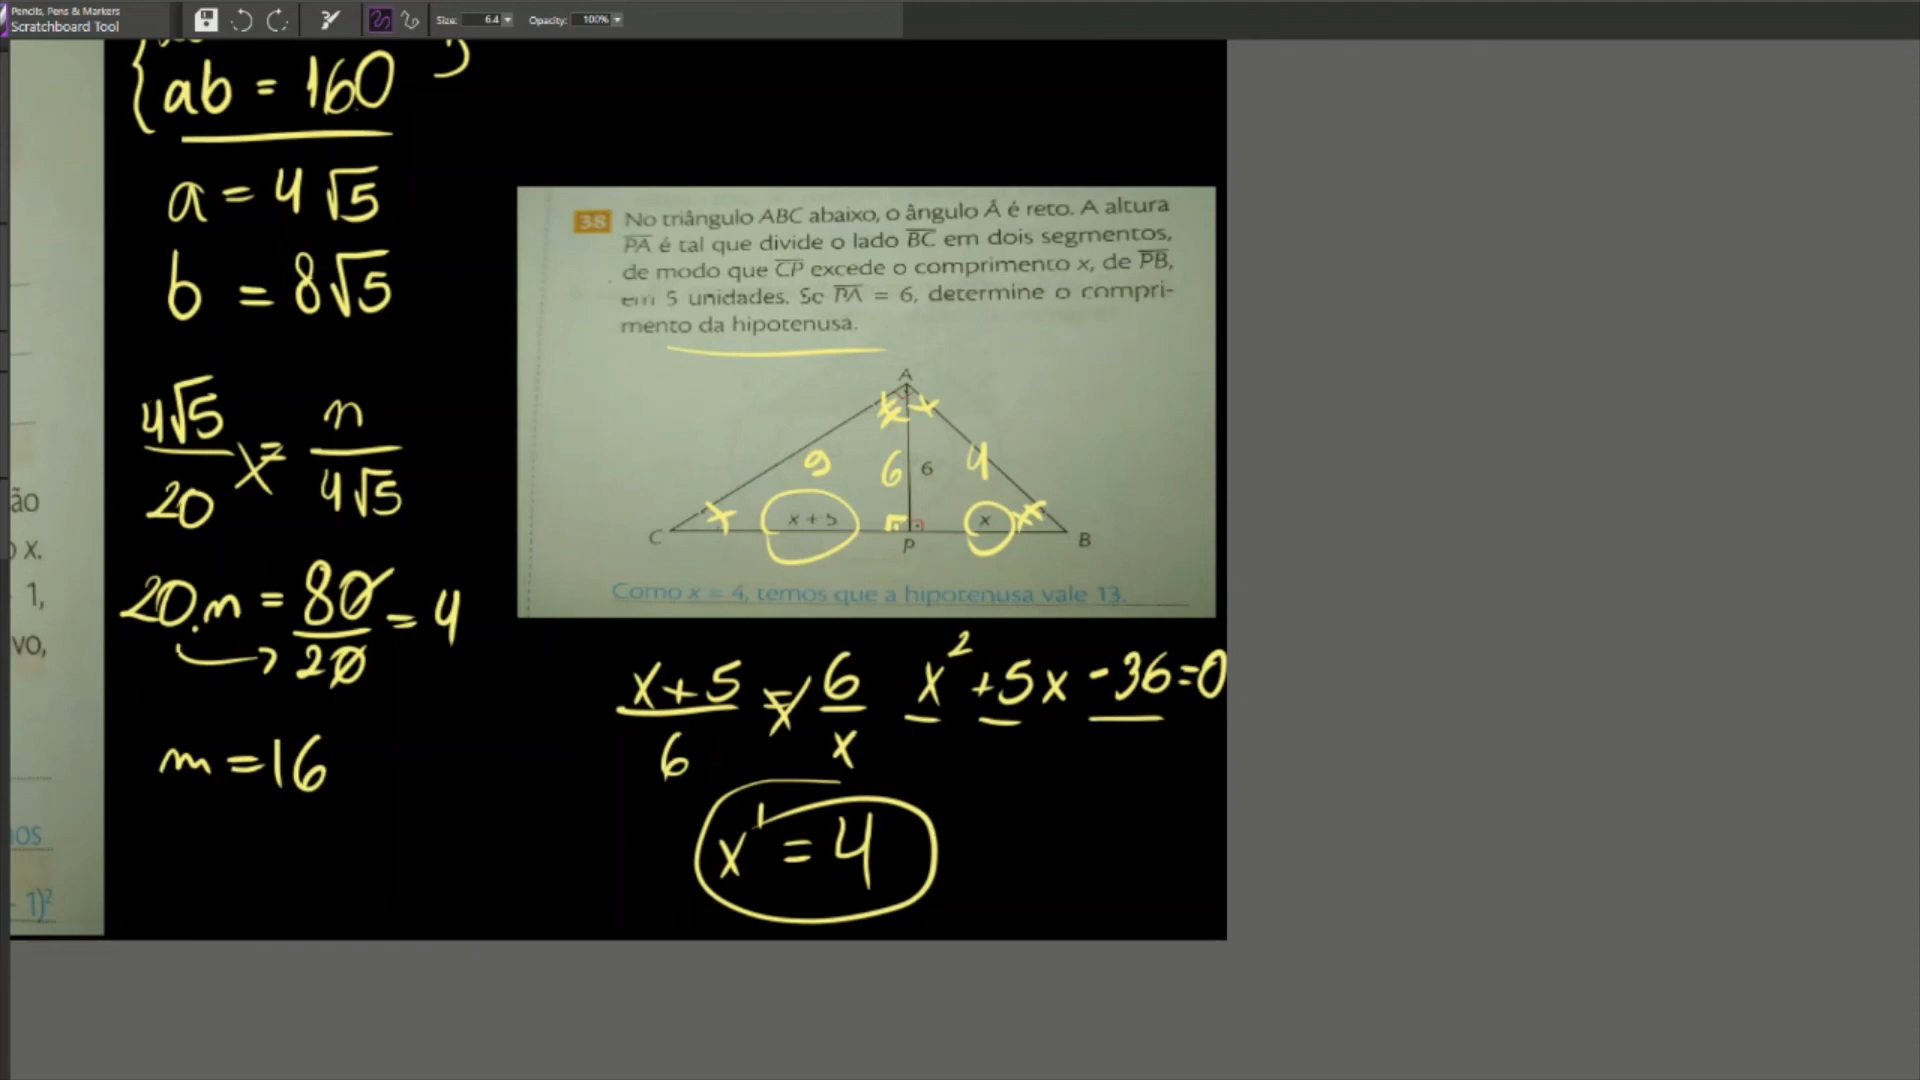 Pencils, Pens & Markers
Scratchboard Tool
Size: 6.4
Opacity: 100%
ab = 160
a = 4√5
b = 8√5
4√5/20 = n/4√5
20.n = 80/20 = 4
m = 16
ão
x.
1,
vo,
os
- 1)²
38 No triângulo ABC abaixo, o ângulo  é reto. A altura
PA é tal que divide o lado BC em dois segmentos,
de modo que CP excede o comprimento x, de PB,
em 5 unidades. Se PA = 6, determine o compri-
mento da hipotenusa.
A
9 6 6 4
x + 5 x
C P B
Como x = 4, temos que a hipotenusa vale 13.
x+5/6 = 6/x x² +5x -36=0
x' = 4